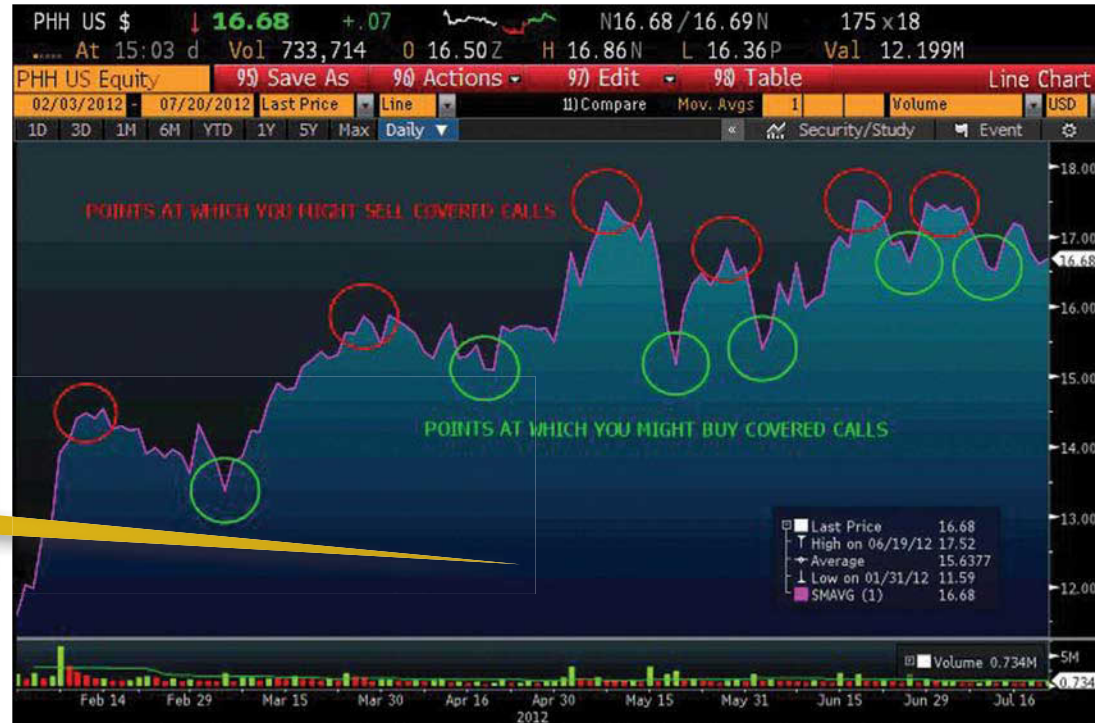 PHH US $ ↓ 16.68 +.07 N16.68/16.69N 175x18
At 15:03 d Vol 733,714 O 16.50Z H 16.86N L 16.36P Val 12.199M
PHH US Equity 95) Save As 96) Actions 97) Edit 98) Table Line Chart
02/03/2012 - 07/20/2012 Last Price Line 11)Compare Mov. Avgs 1 Volume USD
1D 3D 1M 6M YTD 1Y 5Y Max Daily ▼ « Security/Study Event
18.00
POINTS AT WHICH YOU MIGHT SELL COVERED CALLS
17.00
16.68
16.00
15.00
POINTS AT WHICH YOU MIGHT BUY COVERED CALLS
14.00
13.00
Last Price 16.68
High on 06/19/12 17.52
Average 15.6377
Low on 01/31/12 11.59
SMAVG (1) 16.68
12.00
Volume 0.734M
5M
0.734
Feb 14 Feb 29 Mar 15 Mar 30 Apr 16 Apr 30 May 15 May 31 Jun 15 Jun 29 Jul 16
2012